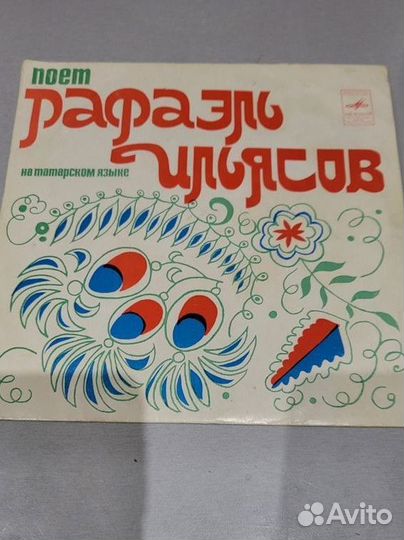 поет
Рафаэль
на татарском языке
Ильясов
Avito